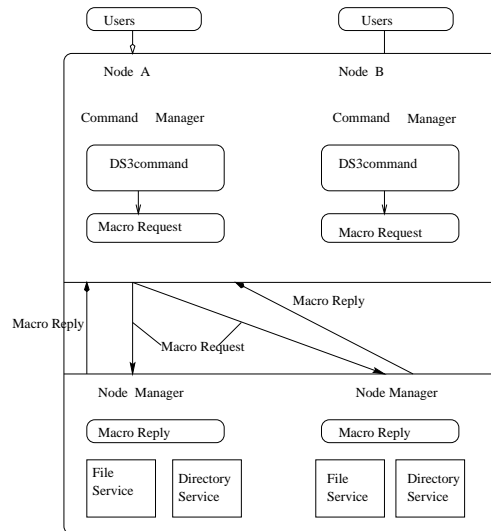 Users
Users
Node A
Node B
Command Manager
Command Manager
DS3command
DS3command
Macro Request
Macro Request
Macro Reply
Macro Reply
Macro Request
Node Manager
Node Manager
Macro Reply
Macro Reply
File
Service
Directory
Service
File
Service
Directory
Service